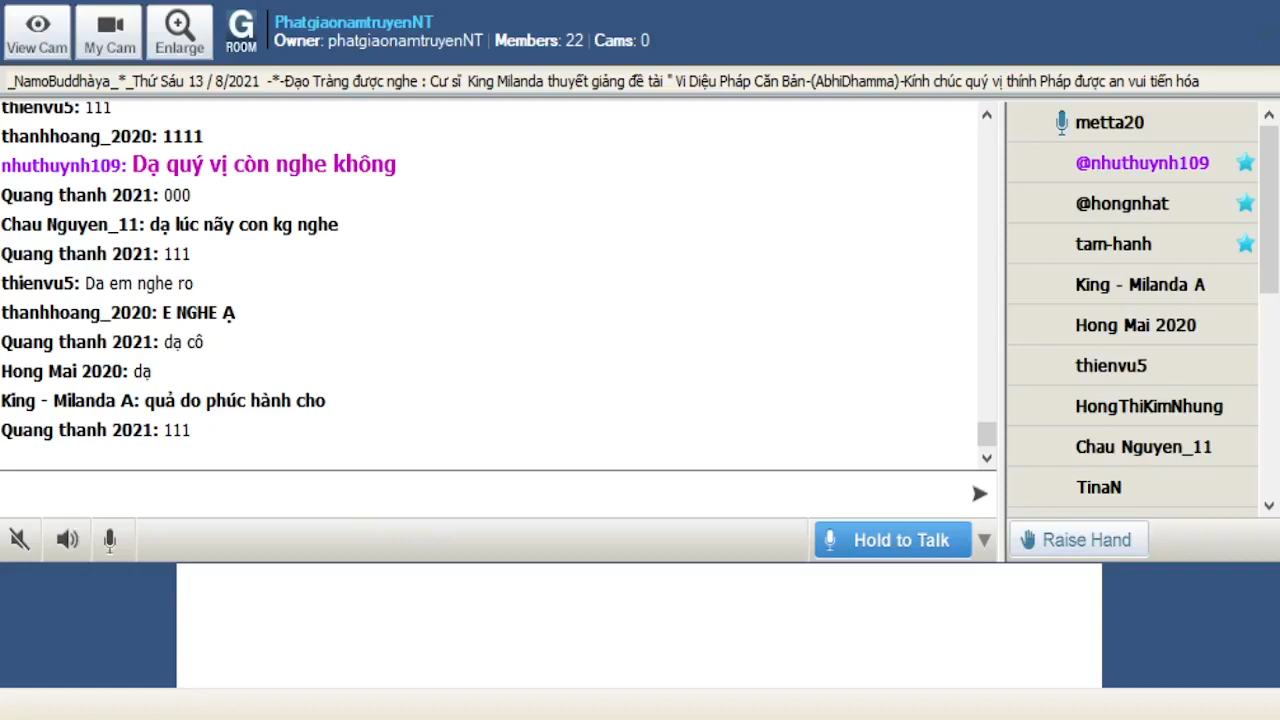 View Cam
My Cam
Enlarge
G
ROOM
PhatgiaonamtruyenNT
Owner: phatgiaonamtruyenNT | Members: 22 | Cams: 0
_NamoBuddhàya_*_Thứ Sáu 13 / 8/2021 -*-Đạo Tràng được nghe : Cư sĩ King Milanda thuyết giảng đề tài " Vi Diệu Pháp Căn Bản-(AbhiDhamma)-Kính chúc quý vị thính Pháp được an vui tiến hóa
thienvu5: 111
thanhhoang_2020: 1111
nhuthuynh109: Dạ quý vị còn nghe không
Quang thanh 2021: 000
Chau Nguyen_11: dạ lúc nãy con kg nghe
Quang thanh 2021: 111
thienvu5: Da em nghe ro
thanhhoang_2020: E NGHE Ạ
Quang thanh 2021: dạ cô
Hong Mai 2020: dạ
King - Milanda A: quả do phúc hành cho
Quang thanh 2021: 111
metta20
@nhuthuynh109
@hongnhat
tam-hanh
King - Milanda A
Hong Mai 2020
thienvu5
HongThiKimNhung
Chau Nguyen_11
TinaN
Hold to Talk
Raise Hand